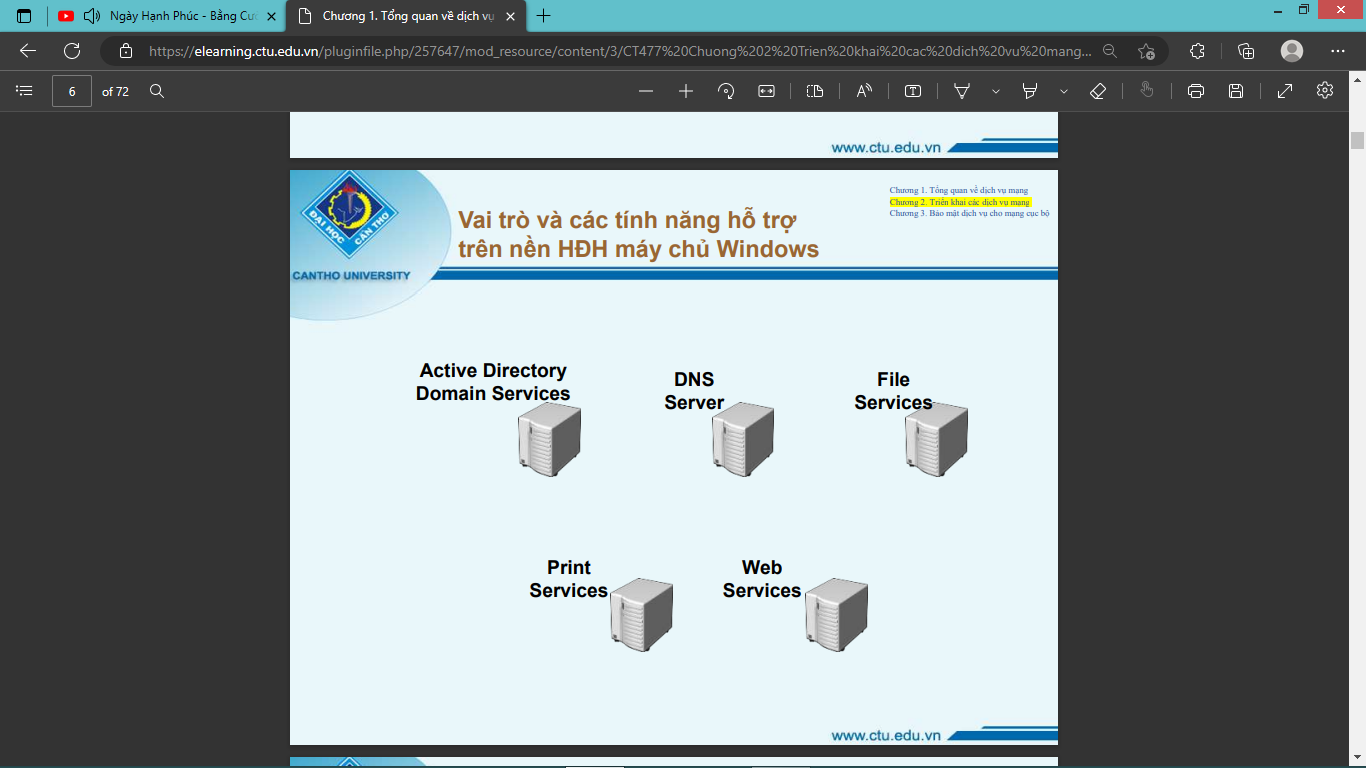 Ngày Hạnh Phúc - Bằng Cư
Chương 1. Tổng quan về dịch vụ
https://elearning.ctu.edu.vn/pluginfile.php/257647/mod_resource/content/3/CT477%20Chuong%202%20Trien%20khai%20cac%20dich%20vu%20mang...
6 of 72
www.ctu.edu.vn
ĐẠI HỌC CẦN THƠ
CANTHO UNIVERSITY
Vai trò và các tính năng hỗ trợ
trên nền HĐH máy chủ Windows
Chương 1. Tổng quan về dịch vụ mạng
Chương 2. Triển khai các dịch vụ mạng
Chương 3. Bảo mật dịch vụ cho mạng cục bộ
Active Directory
Domain Services
DNS
Server
File
Services
Print
Services
Web
Services
www.ctu.edu.vn